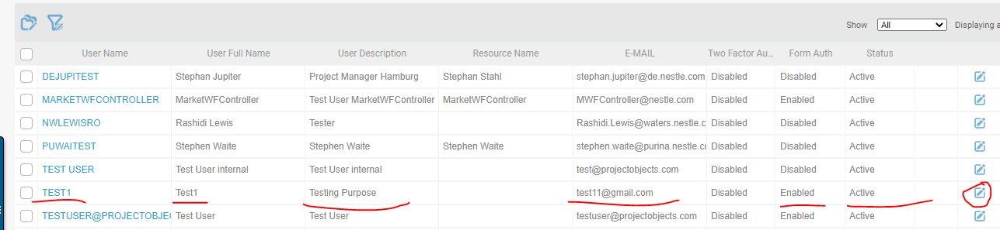 Show All Displaying a
User Name User Full Name User Description Resource Name E-MAIL Two Factor Au... Form Auth Status
DEJUPITEST Stephan Jupiter Project Manager Hamburg Stephan Stahl stephan.jupiter@de.nestle.com Disabled Disabled Active
MARKETWFCONTROLLER MarketWFController Test User MarketWFController MarketWFController MWFController@nestle.com Disabled Enabled Active
NWLEWISRO Rashidi Lewis Tester Rashidi.Lewis@waters.nestle.c Disabled Disabled Active
PUWAITEST Stephen Waite Stephen Waite Stephen Waite stephen.waite@purina.nestle.co Disabled Disabled Active
TEST USER Test User internal Test User internal test@projectobjects.com Disabled Disabled Active
TEST1 Test1 Testing Purpose test11@gmail.com Disabled Enabled Active
TESTUSER@PROJECTOBJEC Test User Test User testuser@projectobjects.com Disabled Enabled Active